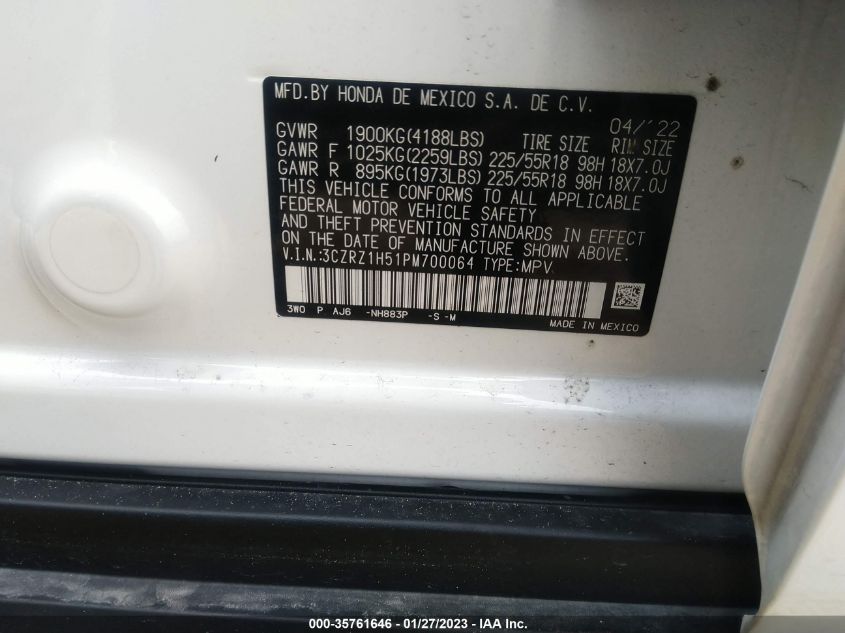 MFD.BY HONDA DE MEXICO S.A. DE C.V.
04/'22
GVWR 1900KG(4188LBS) TIRE SIZE RIM SIZE
GAWR F 1025KG(2259LBS) 225/55R18 98H 18X7.0J
GAWR R 895KG(1973LBS) 225/55R18 98H 18X7.0J
THIS VEHICLE CONFORMS TO ALL APPLICABLE
FEDERAL MOTOR VEHICLE SAFETY
AND THEFT PREVENTION STANDARDS IN EFFECT
ON THE DATE OF MANUFACTURE SHOWN ABOVE.
V.I.N.:3CZRZ1H51PM700064 TYPE:MPV
3W0 P AJ6 -NH883P -S -M
MADE IN MEXICO
000-35761646 - 01/27/2023 - © IAA Inc.